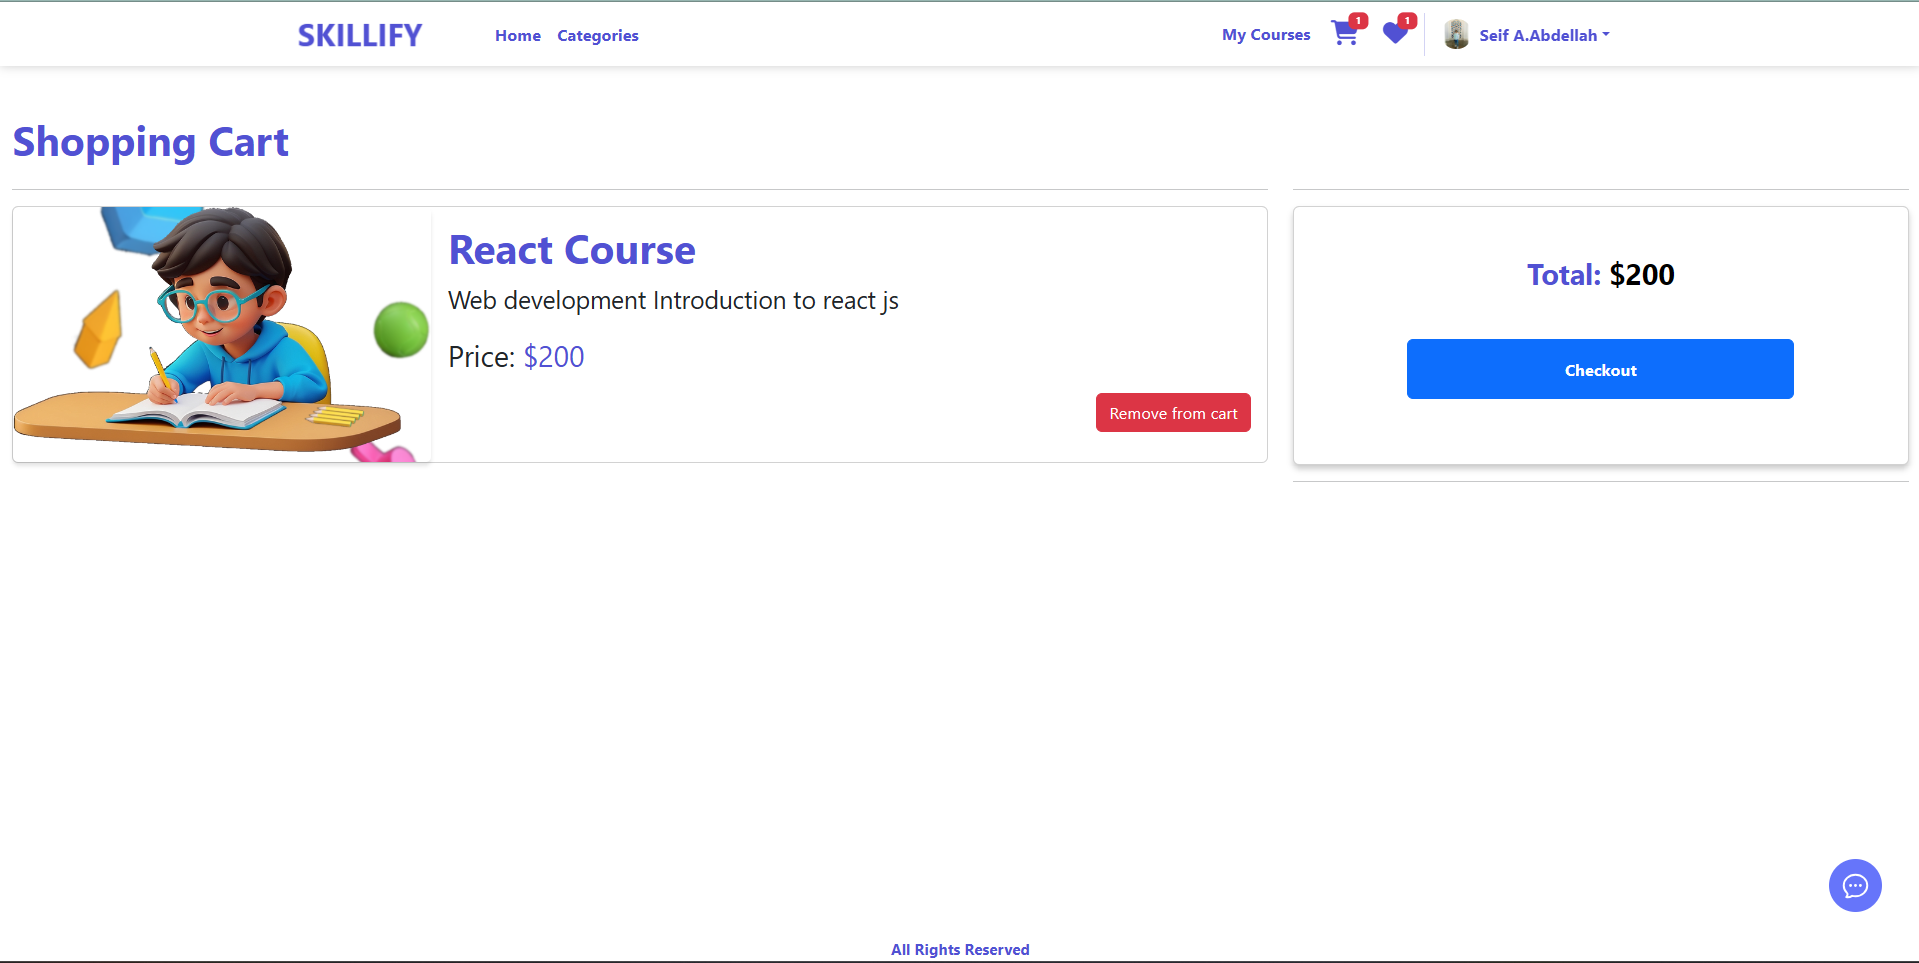 SKILLIFY Home Categories My Courses 1 1 Seif A.Abdellah
Shopping Cart
React Course
Web development Introduction to react js
Price: $200
Remove from cart
Total: $200
Checkout
All Rights Reserved